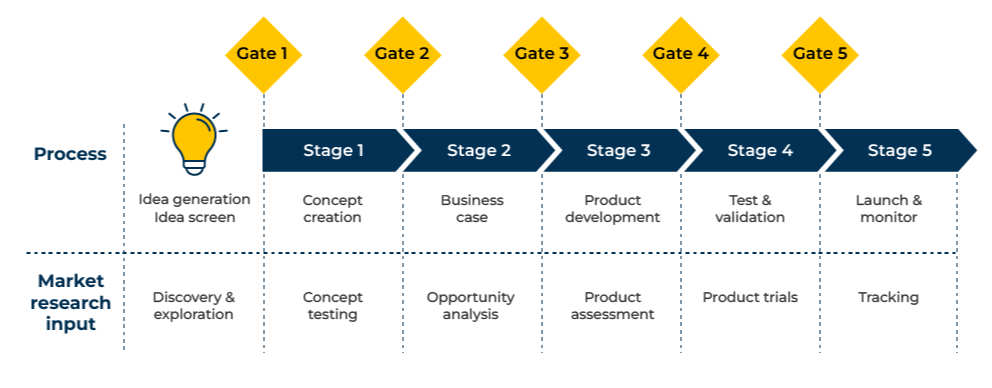 Gate 1
Gate 2
Gate 3
Gate 4
Gate 5
Process
Stage 1
Stage 2
Stage 3
Stage 4
Stage 5
Idea generation
Idea screen
Concept
creation
Business
case
Product
development
Test &
validation
Launch &
monitor
Market
research
input
Discovery &
exploration
Concept
testing
Opportunity
analysis
Product
assessment
Product trials
Tracking